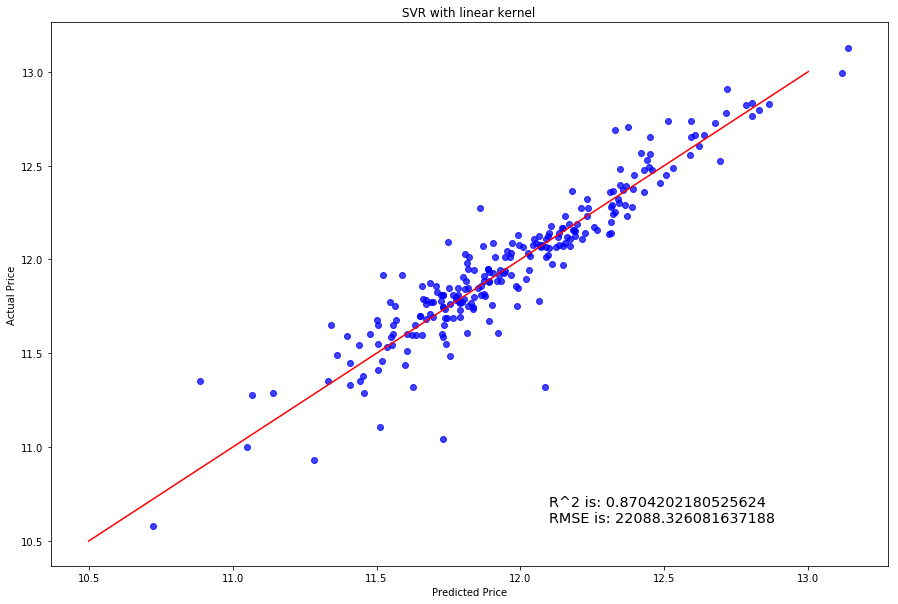 SVR with linear kernel
13.0
12.5
12.0
11.5
11.0
10.5
Actual Price
R^2 is: 0.8704202180525624
RMSE is: 22088.326081637188
10.5 11.0 11.5 12.0 12.5 13.0
Predicted Price